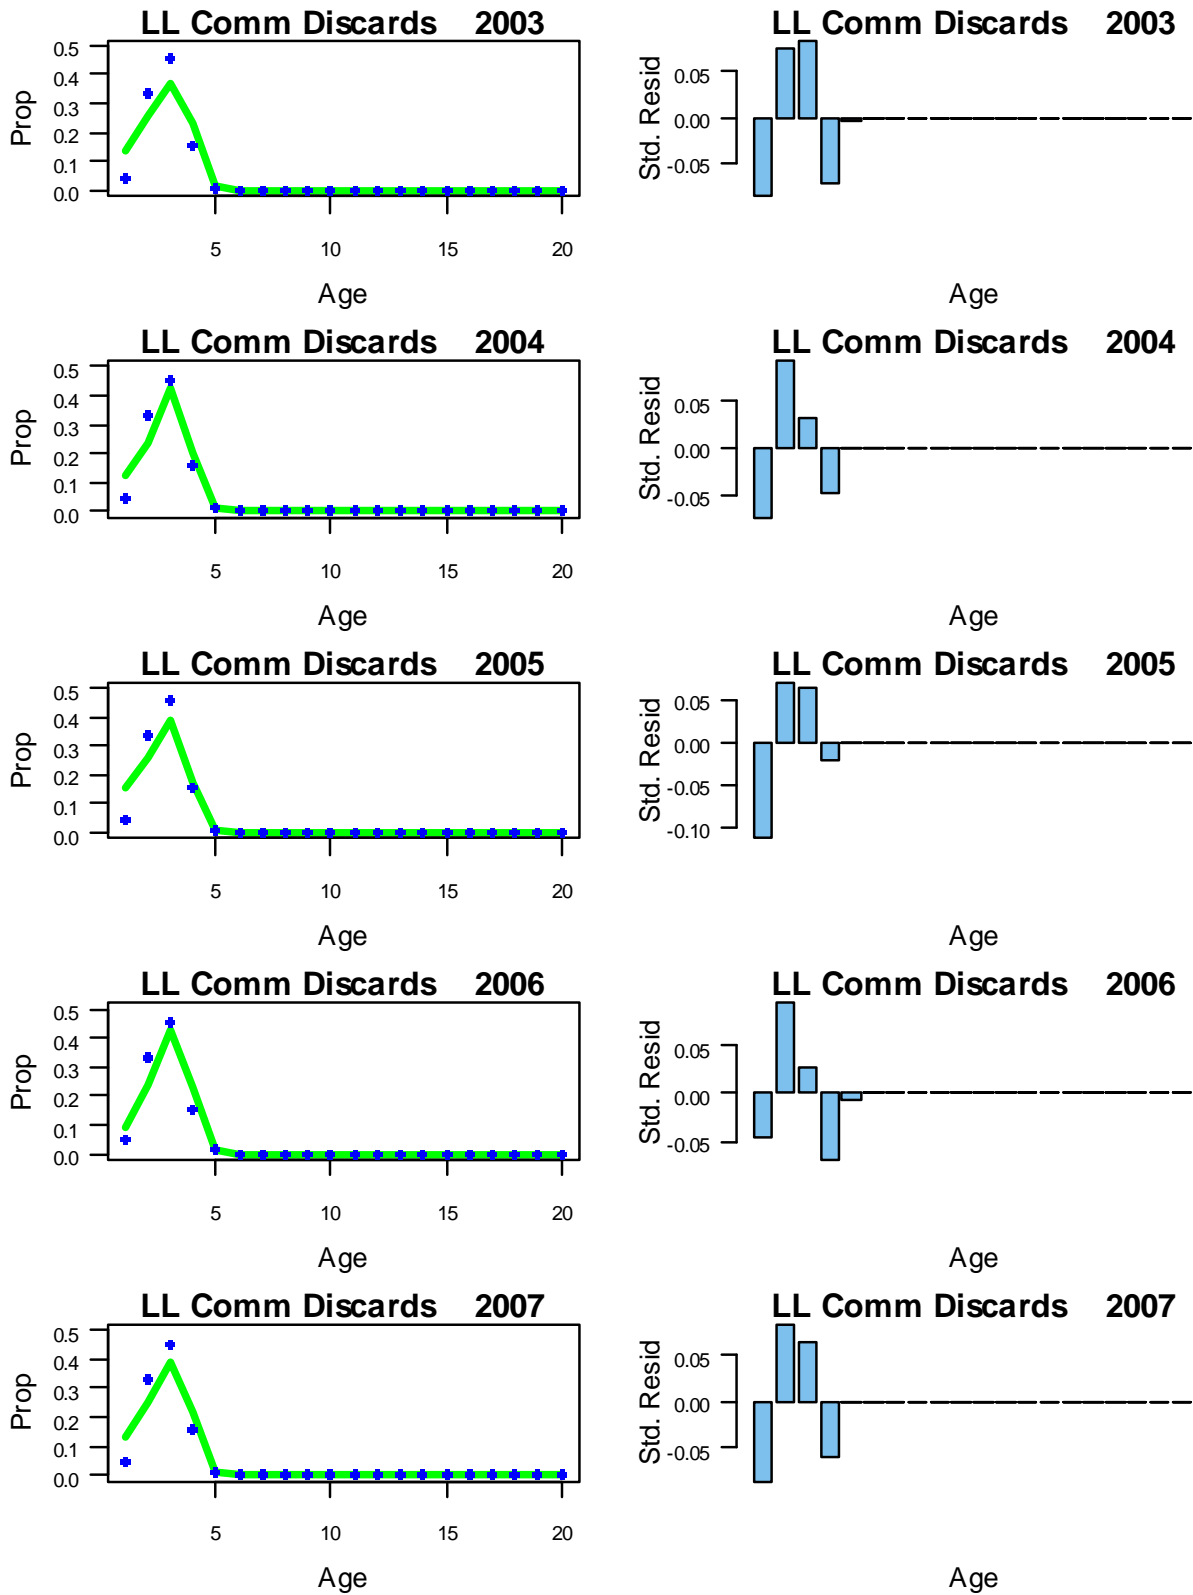 LL Comm Discards 2003
Prop
0.5
0.4
0.3
0.2
0.1
0.0
5 10 15 20
Age
LL Comm Discards 2003
Std. Resid
0.05
0.00
-0.05
Age
LL Comm Discards 2004
Prop
0.5
0.4
0.3
0.2
0.1
0.0
5 10 15 20
Age
LL Comm Discards 2004
Std. Resid
0.05
0.00
-0.05
Age
LL Comm Discards 2005
Prop
0.5
0.4
0.3
0.2
0.1
0.0
5 10 15 20
Age
LL Comm Discards 2005
Std. Resid
0.05
0.00
-0.05
-0.10
Age
LL Comm Discards 2006
Prop
0.5
0.4
0.3
0.2
0.1
0.0
5 10 15 20
Age
LL Comm Discards 2006
Std. Resid
0.05
0.00
-0.05
Age
LL Comm Discards 2007
Prop
0.5
0.4
0.3
0.2
0.1
0.0
5 10 15 20
Age
LL Comm Discards 2007
Std. Resid
0.05
0.00
-0.05
Age